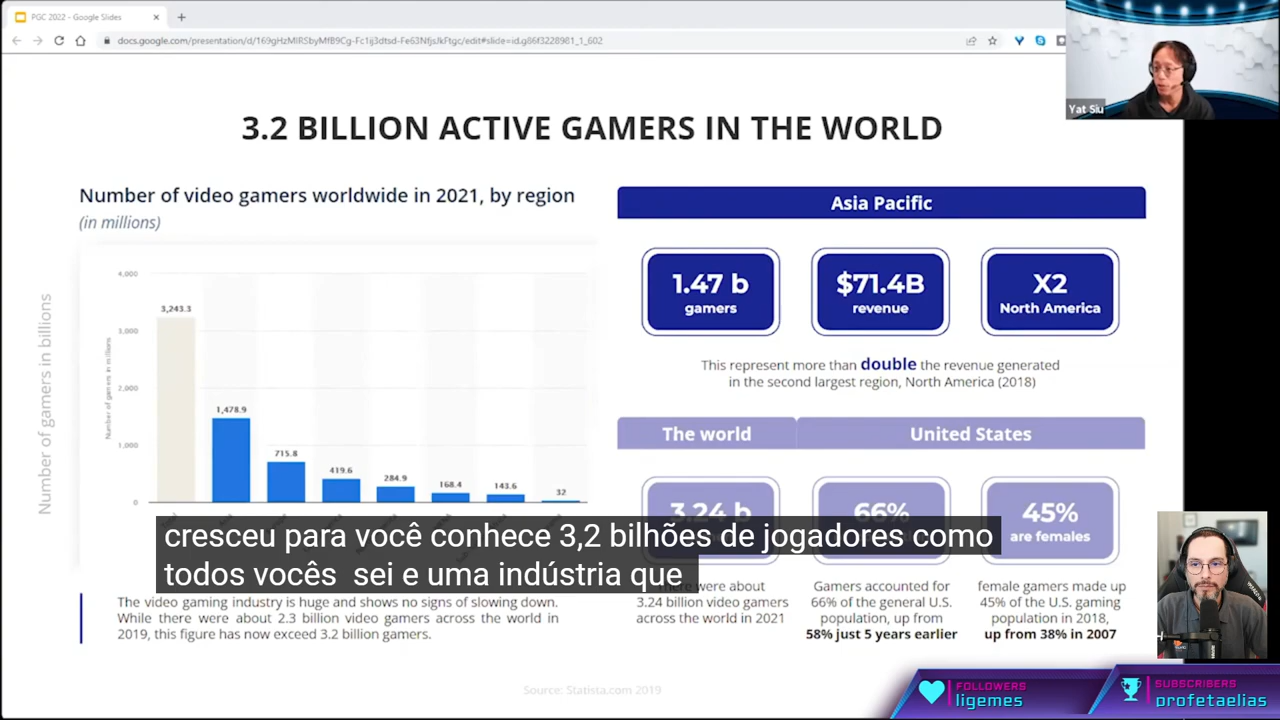 PGC 2022 - Google Slides
docs.google.com/presentation/d/169gHzMIRSbyMfB9Cg-Fc1ij3dtsd-Fe63NfjsJkFtgc/edit#slide=id.g86f3228981_1_602
Yat Siu
3.2 BILLION ACTIVE GAMERS IN THE WORLD
Number of video gamers worldwide in 2021, by region
(in millions)
Number of gamers in billions
Number of gamers in millions
4,000
3,000
2,000
1,000
0
3,243.3
1,478.9
715.8
419.6
284.9
168.4
143.6
32
The video gaming industry is huge and shows no signs of slowing down.
While there were about 2.3 billion video gamers across the world in
2019, this figure has now exceed 3.2 billion gamers.
Asia Pacific
1.47 b
gamers
$71.4B
revenue
X2
North America
This represent more than double the revenue generated
in the second largest region, North America (2018)
The world
United States
3.24 b
66%
45%
are females
were about
3.24 billion video gamers
across the world in 2021
Gamers accounted for
66% of the general U.S.
population, up from
58% just 5 years earlier
female gamers made up
45% of the U.S. gaming
population in 2018,
up from 38% in 2007
cresceu para você conhece 3,2 bilhões de jogadores como
todos vocês sei e uma indústria que
Source: Statista.com 2019
FOLLOWERS
ligemes
SUBSCRIBERS
profetaelias